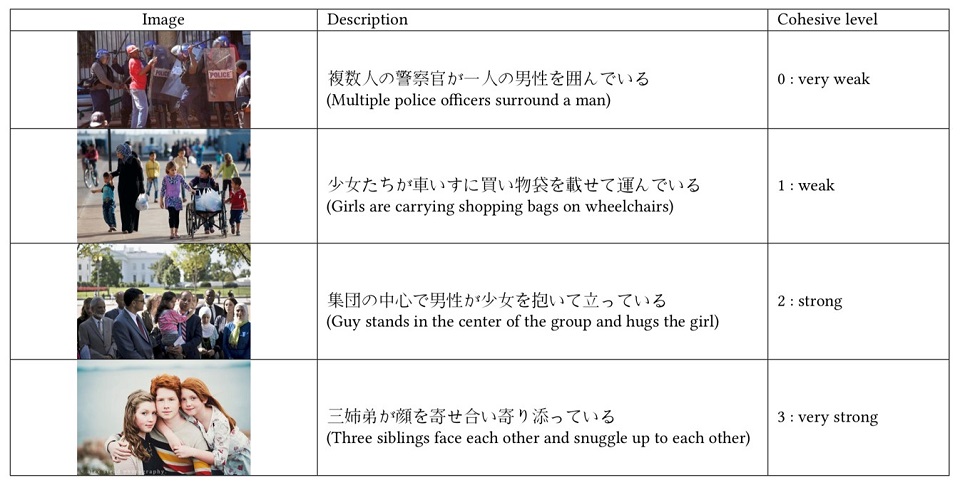 Image Description Cohesive level
POLICE
POLICE
複数人の警察官が一人の男性を囲んでいる
(Multiple police officers surround a man)
0 : very weak
少女たちが車いすに買い物袋を載せて運んでいる
(Girls are carrying shopping bags on wheelchairs)
1 : weak
集団の中心で男性が少女を抱いて立っている
(Guy stands in the center of the group and hugs the girl)
2 : strong
三姉弟が顔を寄せ合い寄り添っている
(Three siblings face each other and snuggle up to each other)
3 : very strong